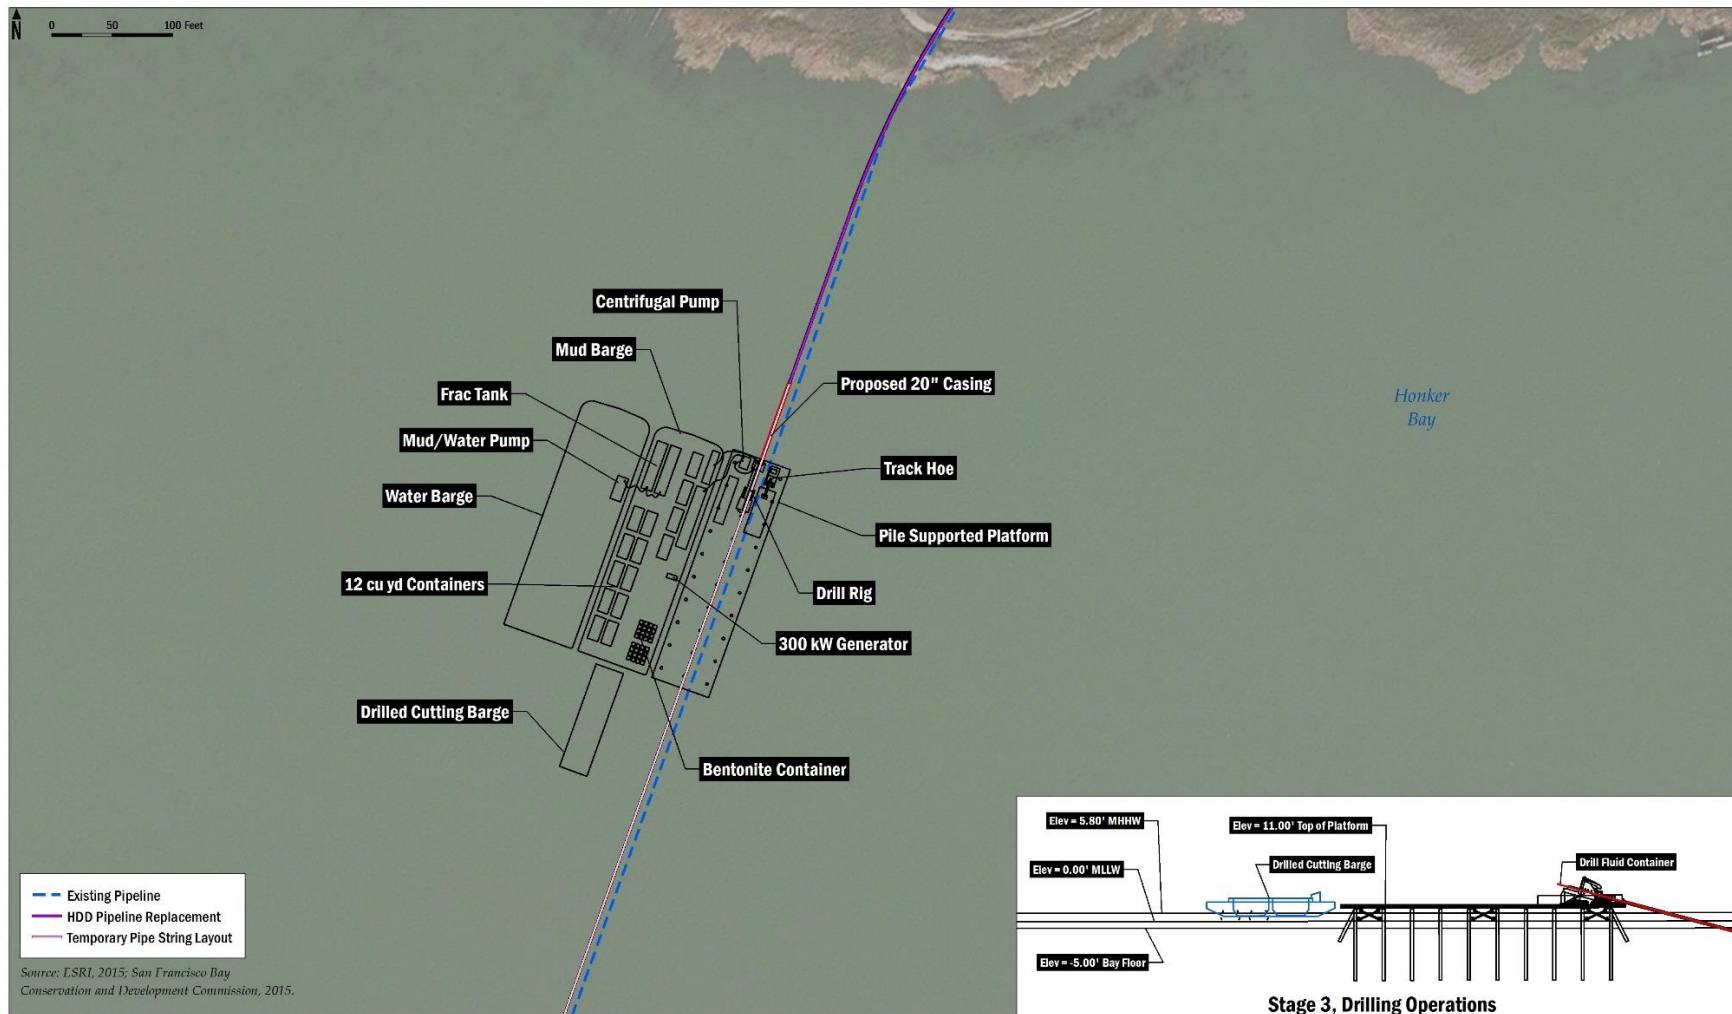 N
0 50 100 Feet
Centrifugal Pump
Mud Barge
Frac Tank
Mud/Water Pump
Water Barge
12 cu yd Containers
Drilled Cutting Barge
Proposed 20" Casing
Track Hoe
Pile Supported Platform
Drill Rig
300 kW Generator
Bentonite Container
Honker
Bay
Existing Pipeline
HDD Pipeline Replacement
Temporary Pipe String Layout
Source: ESRI, 2015; San Francisco Bay
Conservation and Development Commission, 2015.
Elev = 5.80' MHHW
Elev = 11.00' Top of Platform
Elev = 0.00' MLLW
Drilled Cutting Barge
Drill Fluid Container
Elev = -5.00' Bay Floor
Stage 3, Drilling Operations